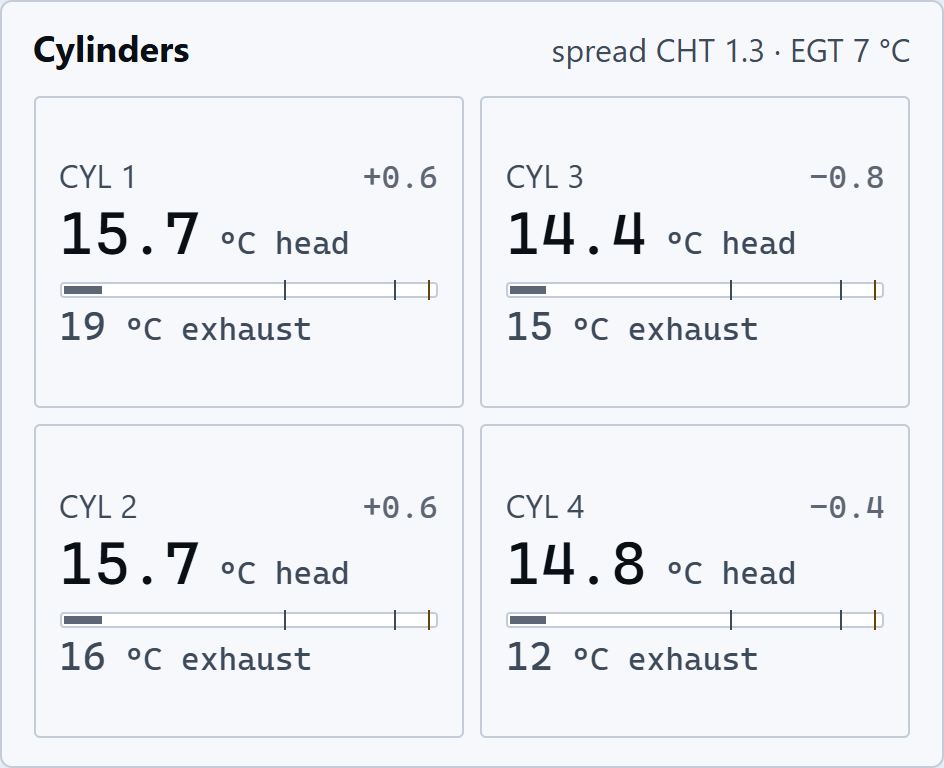 Cylinders
spread CHT 1.3 · EGT 7 °C
CYL 1 +0.6
15.7 °C head
19 °C exhaust
CYL 3 −0.8
14.4 °C head
15 °C exhaust
CYL 2 +0.6
15.7 °C head
16 °C exhaust
CYL 4 −0.4
14.8 °C head
12 °C exhaust